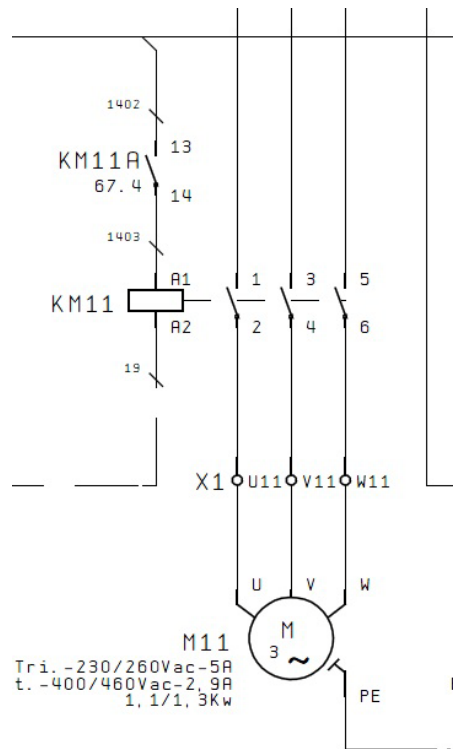 1402
KM11A
13
67.4
14
1403
A1
1
3
5
KM11
A2
2
4
6
19
X1
U11
V11
W11
U
V
W
M11
M
3
~
Tri.-230/260Vac-5A
t.-400/460Vac-2,9A
1,1/1,3Kw
PE